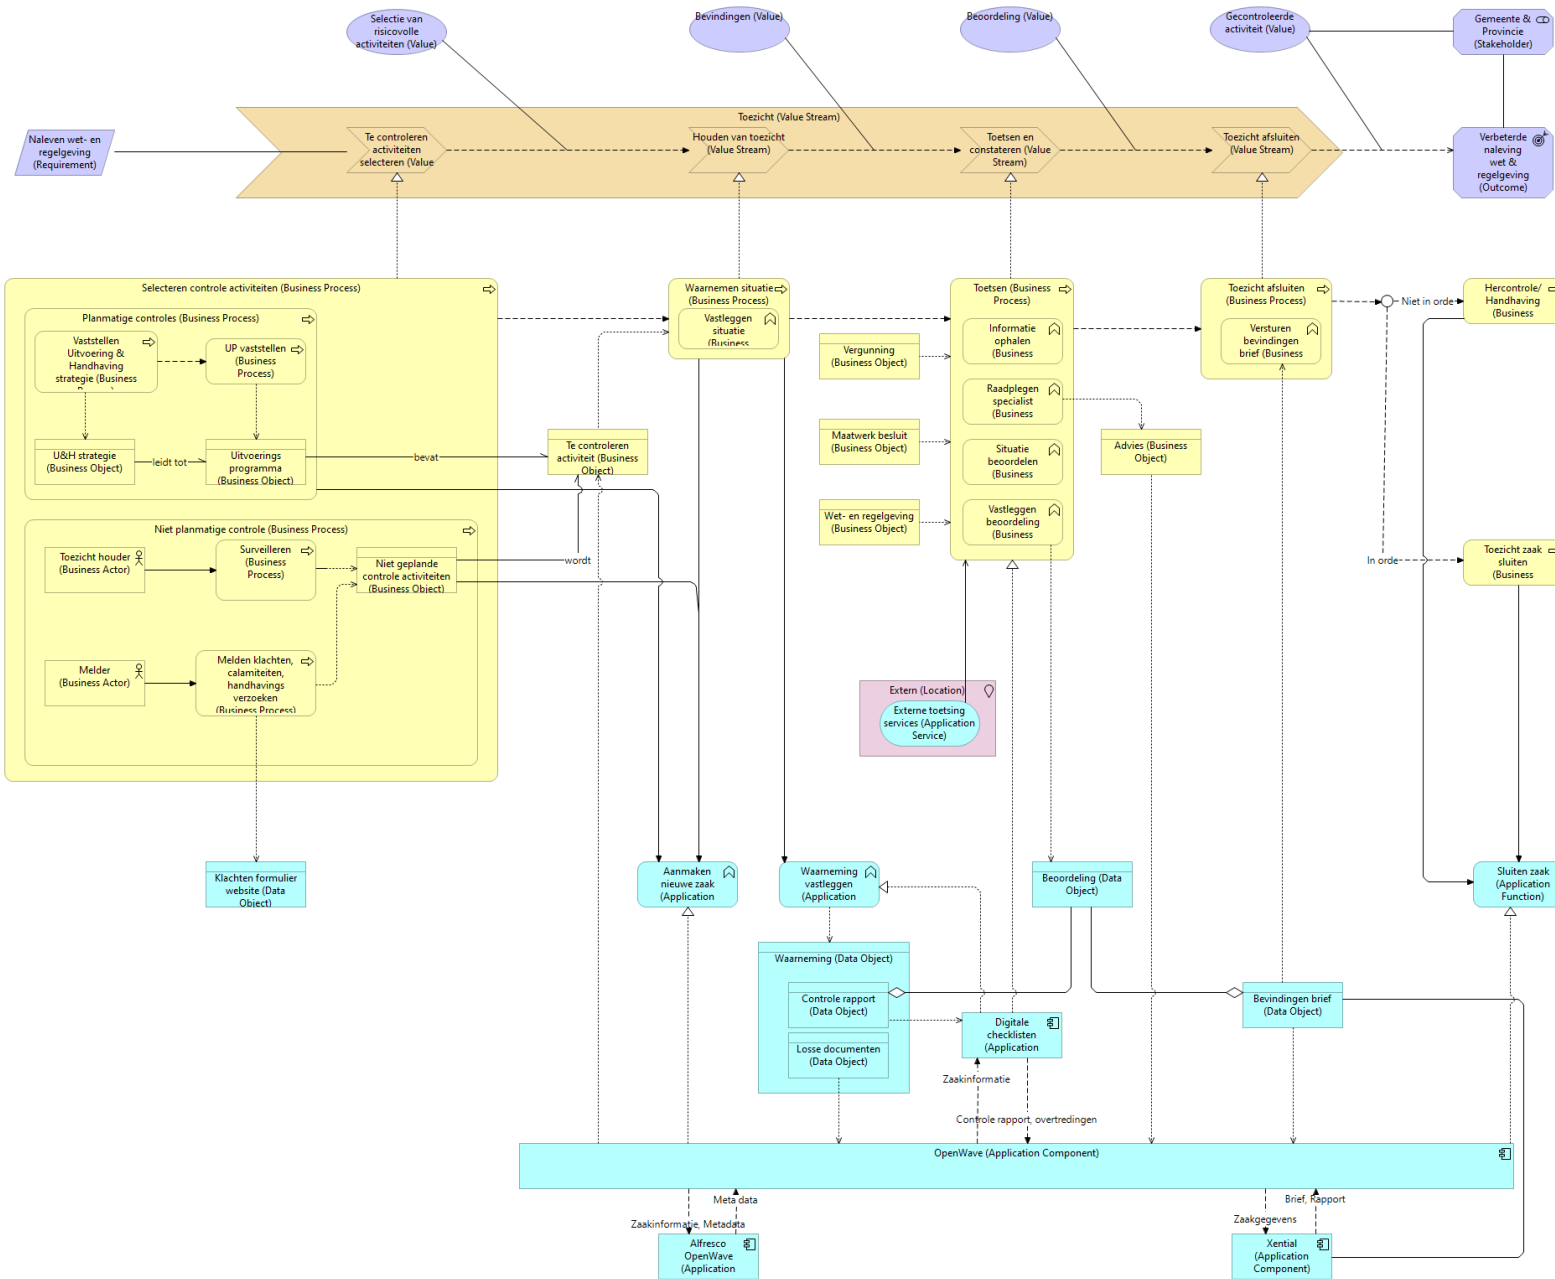 Selectie van
risicovolle
activiteiten (Value)
Bevindingen (Value)
Beoordeling (Value)
Gecontroleerde
activiteit (Value)
Gemeente &
Provincie
(Stakeholder)
Toezicht (Value Stream)
Naleven wet- en
regelgeving
(Requirement)
Te controleren
activiteiten
selecteren (Value
Houden van toezicht
(Value Stream)
Toetsen en
constateren (Value
Stream)
Toezicht afsluiten
(Value Stream)
Verbeterde
naleving
wet &
regelgeving
(Outcome)
Selecteren controle activiteiten (Business Process)
Planmatige controles (Business Process)
Vaststellen
Uitvoering &
Handhaving
strategie (Business
UP vaststellen
(Business
Process)
U&H strategie
(Business Object)
leidt tot
Uitvoerings
programma
(Business Object)
bevat
Te controleren
activiteit (Business
Object)
Niet planmatige controle (Business Process)
Toezicht houder
(Business Actor)
Surveilleren
(Business
Process)
Niet geplande
controle activiteiten
(Business Object)
wordt
Melder
(Business Actor)
Melden klachten,
calamiteiten,
handhavings
verzoeken
(Business Process)
Waarnemen situatie
(Business Process)
Vastleggen
situatie
(Business
Vergunning
(Business Object)
Maatwerk besluit
(Business Object)
Wet- en regelgeving
(Business Object)
Toetsen (Business
Process)
Informatie
ophalen
(Business
Raadplegen
specialist
(Business
Situatie
beoordelen
(Business
Vastleggen
beoordeling
(Business
Advies (Business
Object)
Toezicht afsluiten
(Business Process)
Versturen
bevindingen
brief (Business
Niet in orde
Hercontrole/
Handhaving
(Business
In orde
Toezicht zaak
sluiten
(Business
Extern (Location)
Externe toetsing
services (Application
Service)
Klachten formulier
website (Data
Object)
Aanmaken
nieuwe zaak
(Application
Waarneming
vastleggen
(Application
Beoordeling (Data
Object)
Sluiten zaak
(Application
Function)
Waarneming (Data Object)
Controle rapport
(Data Object)
Losse documenten
(Data Object)
Digitale
checklisten
(Application
Bevindingen brief
(Data Object)
Zaakinformatie
Controle rapport, overtredingen
OpenWave (Application Component)
Meta data
Zaakinformatie, Metadata
Alfresco
OpenWave
(Application
Brief, Rapport
Zaakgegevens
Xential
(Application
Component)